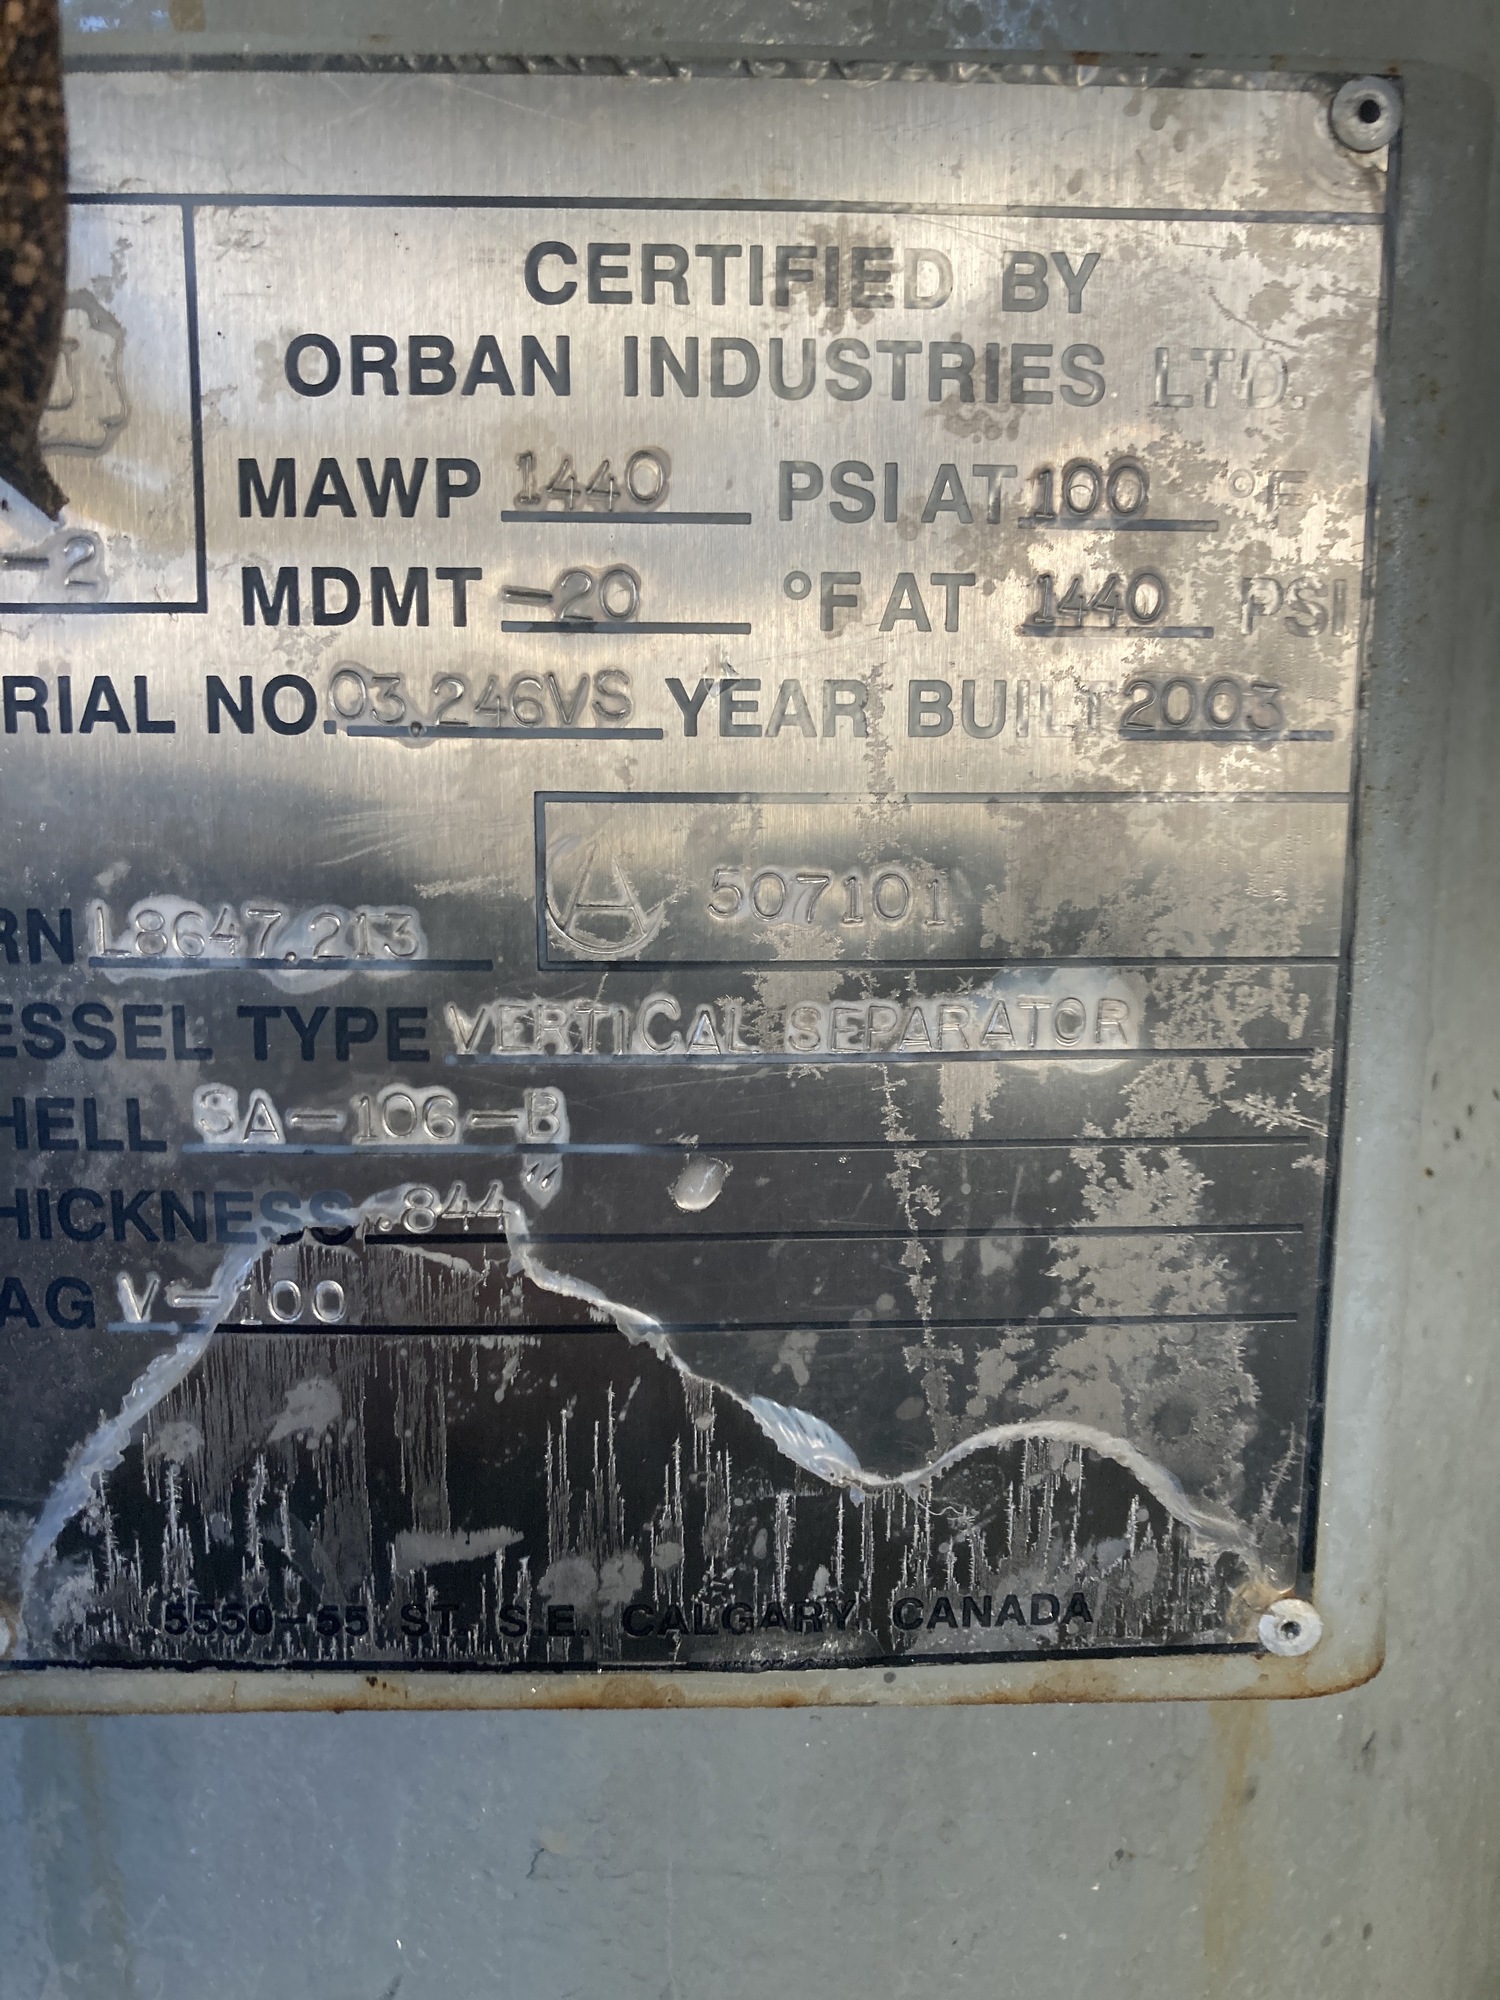 CERTIFIED BY
ORBAN INDUSTRIES LTD.
MAWP 1440 PSI AT 100 °F
-2
MDMT -20 °F AT 1440 PSI
RIAL NO. 03.246VS YEAR BUILT 2003
A 507101
RN L8647.213
ESSEL TYPE VERTICAL SEPARATOR
HELL SA-106-B
HICKNESS .844"
AG V-100
5550-55 ST. S.E. CALGARY, CANADA